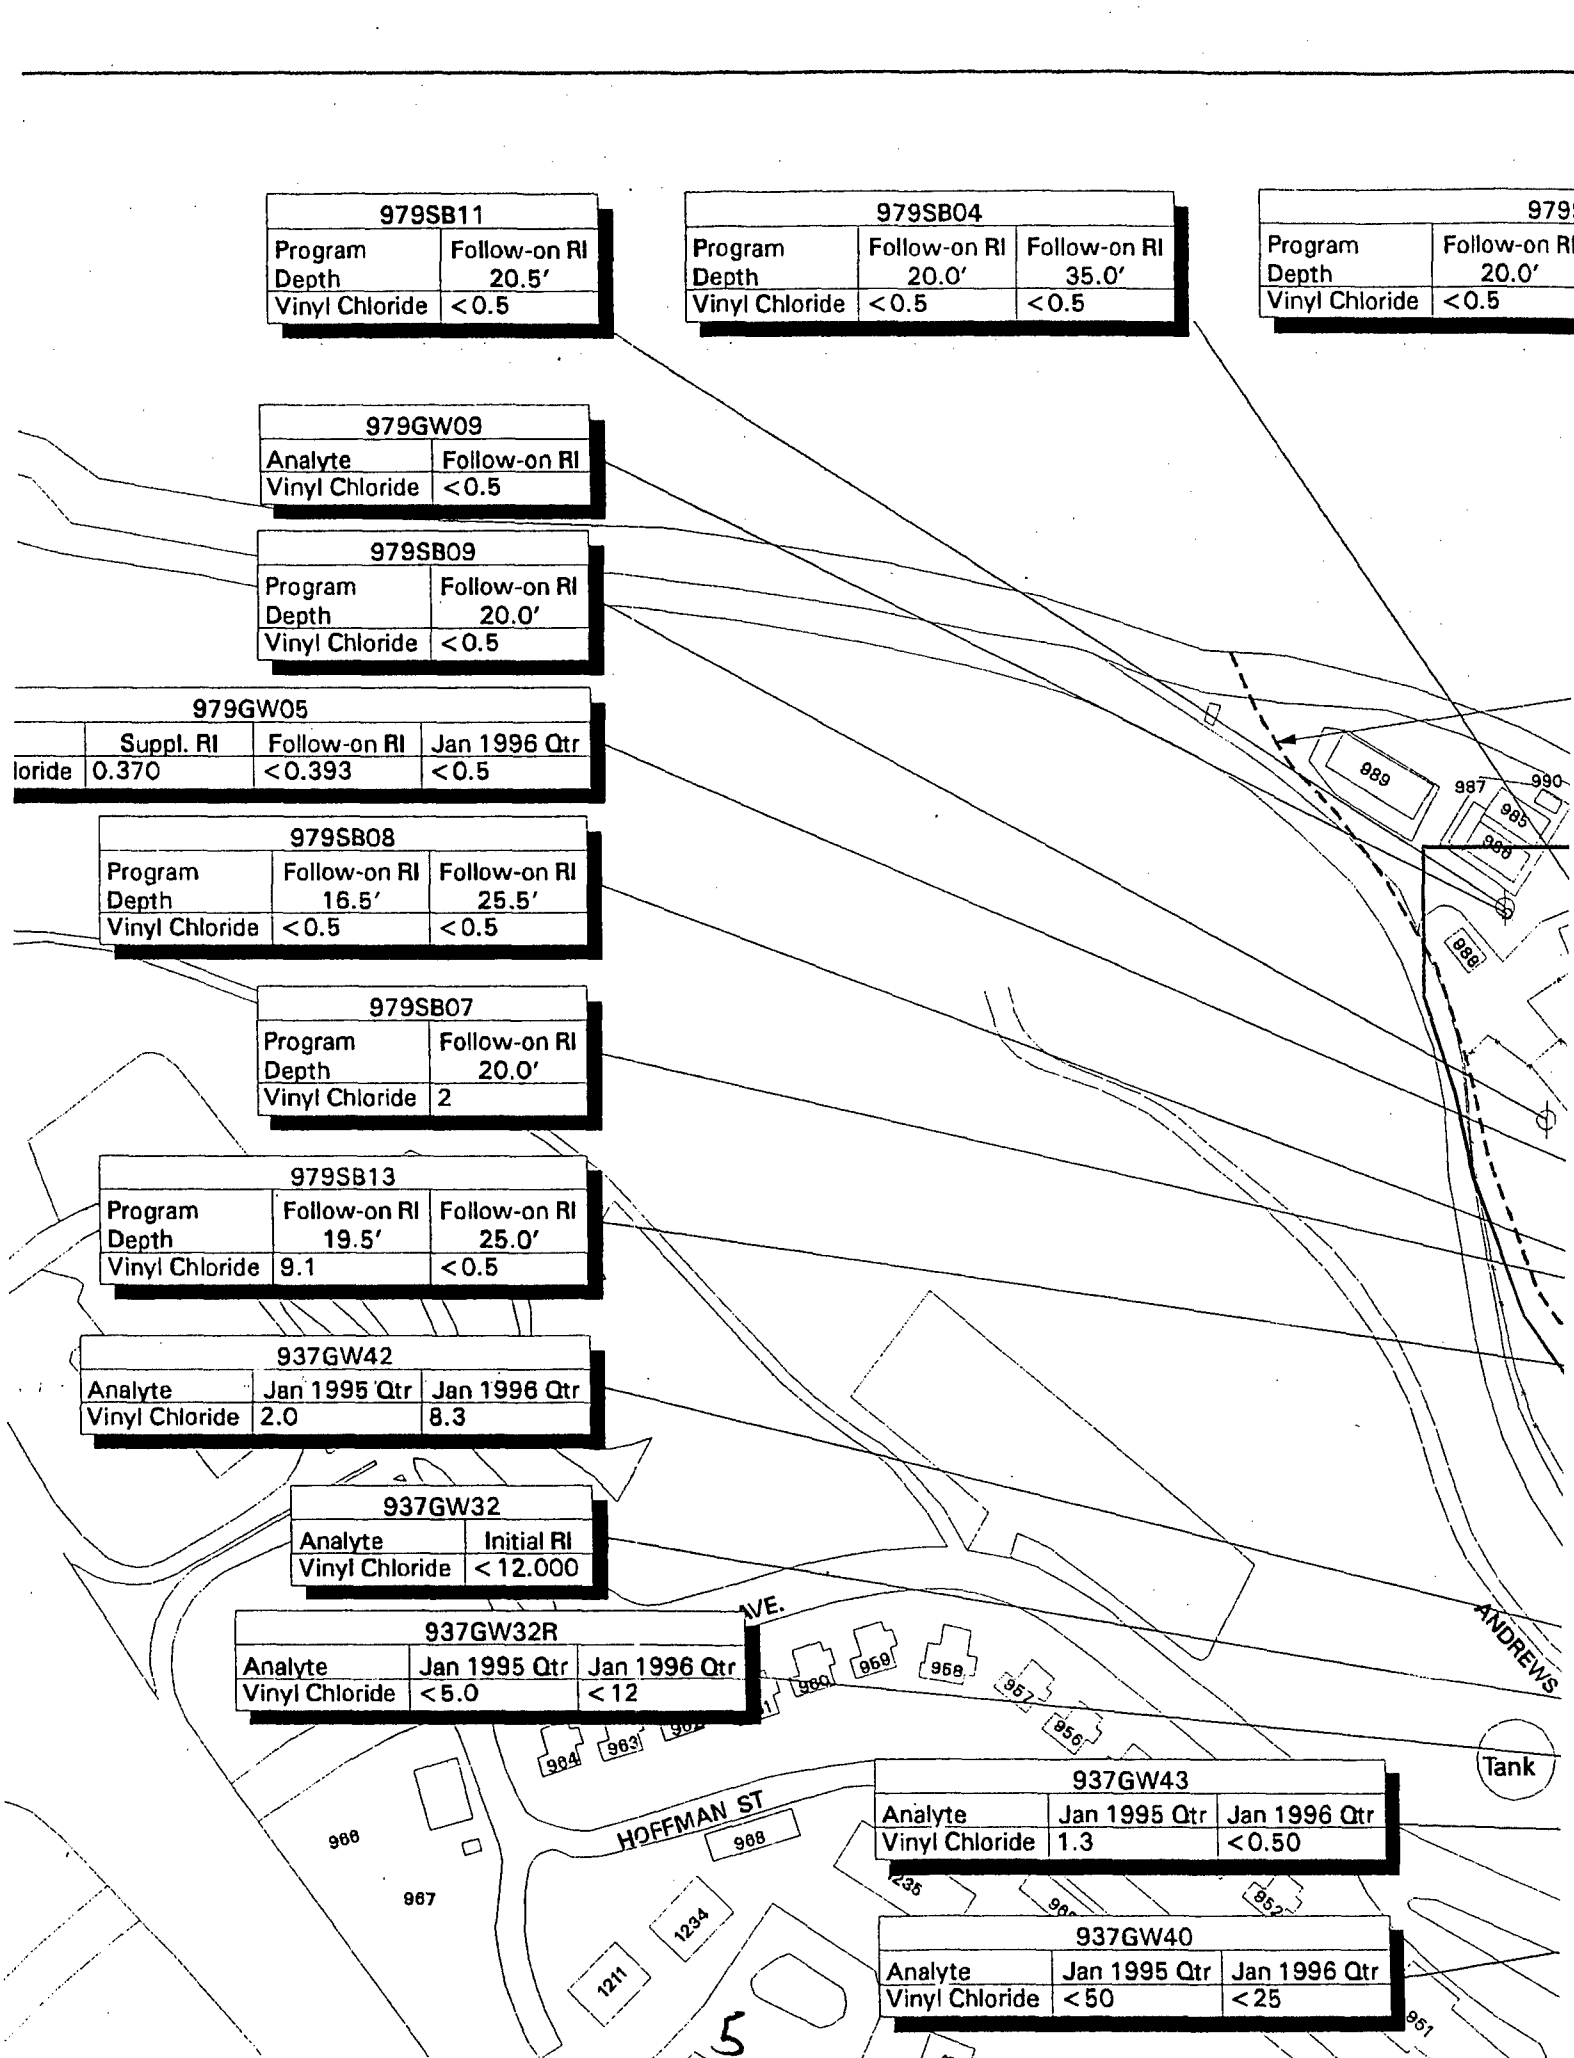 979SB11
Program Follow-on RI
Depth 20.5′
Vinyl Chloride <0.5
979SB04
Program Follow-on RI Follow-on RI
Depth 20.0′ 35.0′
Vinyl Chloride <0.5 <0.5
979
Program Follow-on RI
Depth 20.0′
Vinyl Chloride <0.5
979GW09
Analyte Follow-on RI
Vinyl Chloride <0.5
979SB09
Program Follow-on RI
Depth 20.0′
Vinyl Chloride <0.5
979GW05
Suppl. RI Follow-on RI Jan 1996 Qtr
loride 0.370 <0.393 <0.5
979SB08
Program Follow-on RI Follow-on RI
Depth 16.5′ 25.5′
Vinyl Chloride <0.5 <0.5
979SB07
Program Follow-on RI
Depth 20.0′
Vinyl Chloride 2
979SB13
Program Follow-on RI Follow-on RI
Depth 19.5′ 25.0′
Vinyl Chloride 9.1 <0.5
937GW42
Analyte Jan 1995 Qtr Jan 1996 Qtr
Vinyl Chloride 2.0 8.3
937GW32
Analyte Initial RI
Vinyl Chloride <12.000
937GW32R
Analyte Jan 1995 Qtr Jan 1996 Qtr
Vinyl Chloride <5.0 <12
937GW43
Analyte Jan 1995 Qtr Jan 1996 Qtr
Vinyl Chloride 1.3 <0.50
937GW40
Analyte Jan 1995 Qtr Jan 1996 Qtr
Vinyl Chloride <50 <25
989
987
990
985
986
988
AVE.
960
959
958
957
956
964
963
962
ANDREWS
Tank
HOFFMAN ST
968
966
967
1234
1211
1235
952
951
5